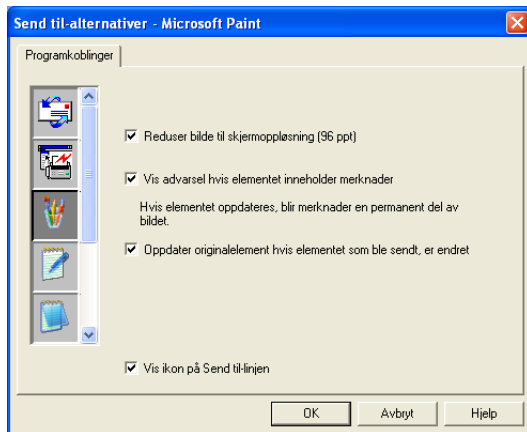 Send til-alternativer - Microsoft Paint
Programkoblinger
Reduser bilde til skjermoppløsning (96 ppt)
Vis advarsel hvis elementet inneholder merknader
Hvis elementet oppdateres, blir merknader en permanent del av
bildet.
Oppdater originalelement hvis elementet som ble sendt, er endret
Vis ikon på Send til-linjen
OK Avbryt Hjelp